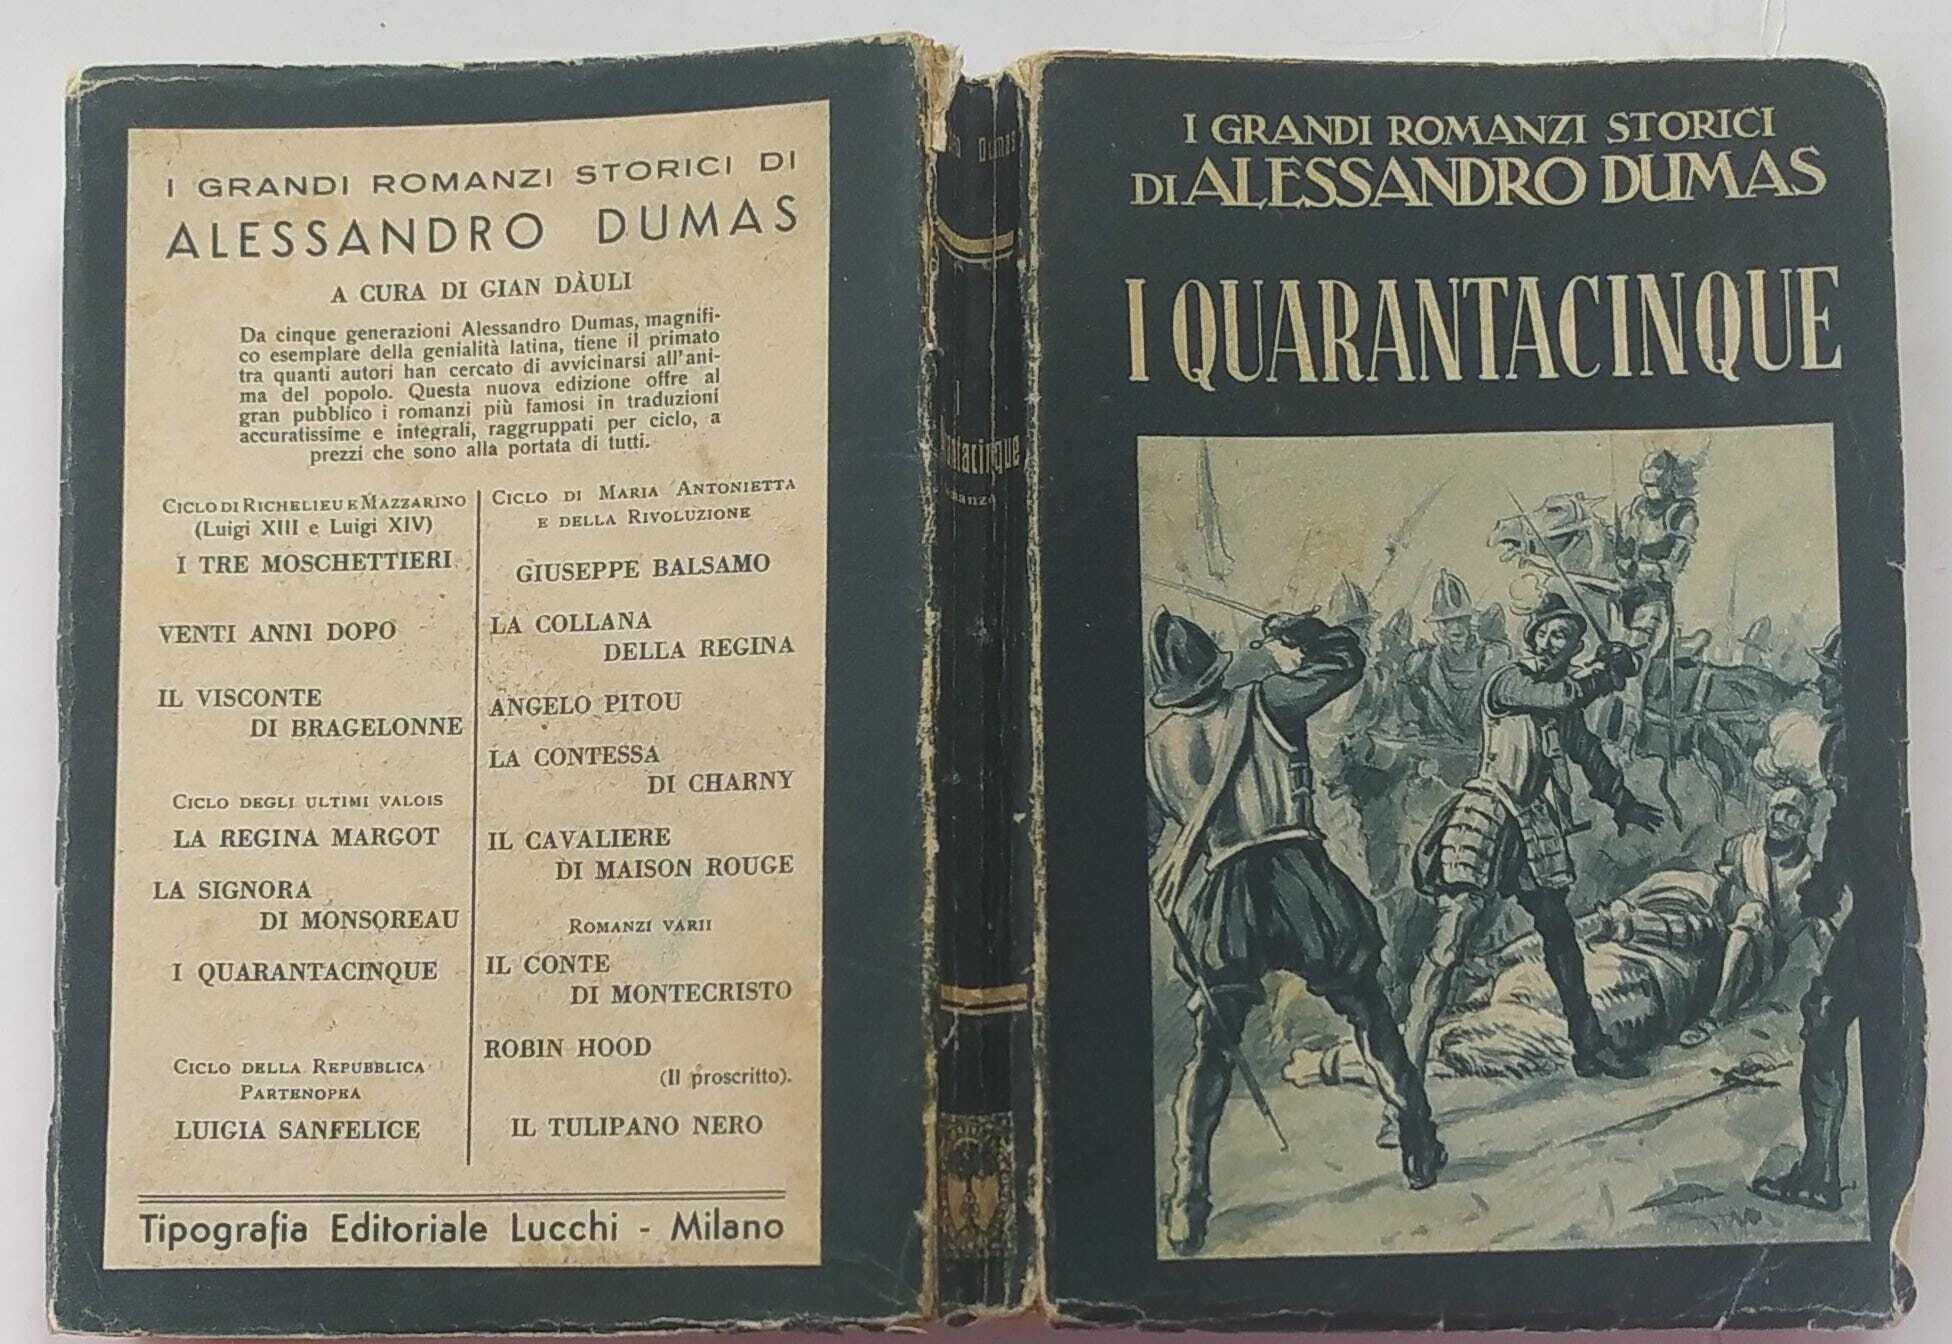 I GRANDI ROMANZI STORICI DI
ALESSANDRO DUMAS
A CURA DI GIAN DÀULI
Da cinque generazioni Alessandro Dumas, magnifi-
co esemplare della genialità latina, tiene il primato
tra quanti autori han cercato di avvicinarsi all'ani-
ma del popolo. Questa nuova edizione offre al
gran pubblico i romanzi più famosi in traduzioni
accuratissime e integrali, raggruppati per ciclo, a
prezzi che sono alla portata di tutti.
CICLO DI RICHELIEU E MAZZARINO
(Luigi XIII e Luigi XIV)
I TRE MOSCHETTIERI
VENTI ANNI DOPO
IL VISCONTE
DI BRAGELONNE
CICLO DEGLI ULTIMI VALOIS
LA REGINA MARGOT
LA SIGNORA
DI MONSOREAU
I QUARANTACINQUE
CICLO DELLA REPUBBLICA
PARTENOPEA
LUIGIA SANFELICE
CICLO DI MARIA ANTONIETTA
E DELLA RIVOLUZIONE
GIUSEPPE BALSAMO
LA COLLANA
DELLA REGINA
ANGELO PITOU
LA CONTESSA
DI CHARNY
IL CAVALIERE
DI MAISON ROUGE
ROMANZI VARII
IL CONTE
DI MONTECRISTO
ROBIN HOOD
(Il proscritto).
IL TULIPANO NERO
Tipografia Editoriale Lucchi - Milano
Dumas
I GRANDI ROMANZI STORICI
DI ALESSANDRO DUMAS
I QUARANTACINQUE